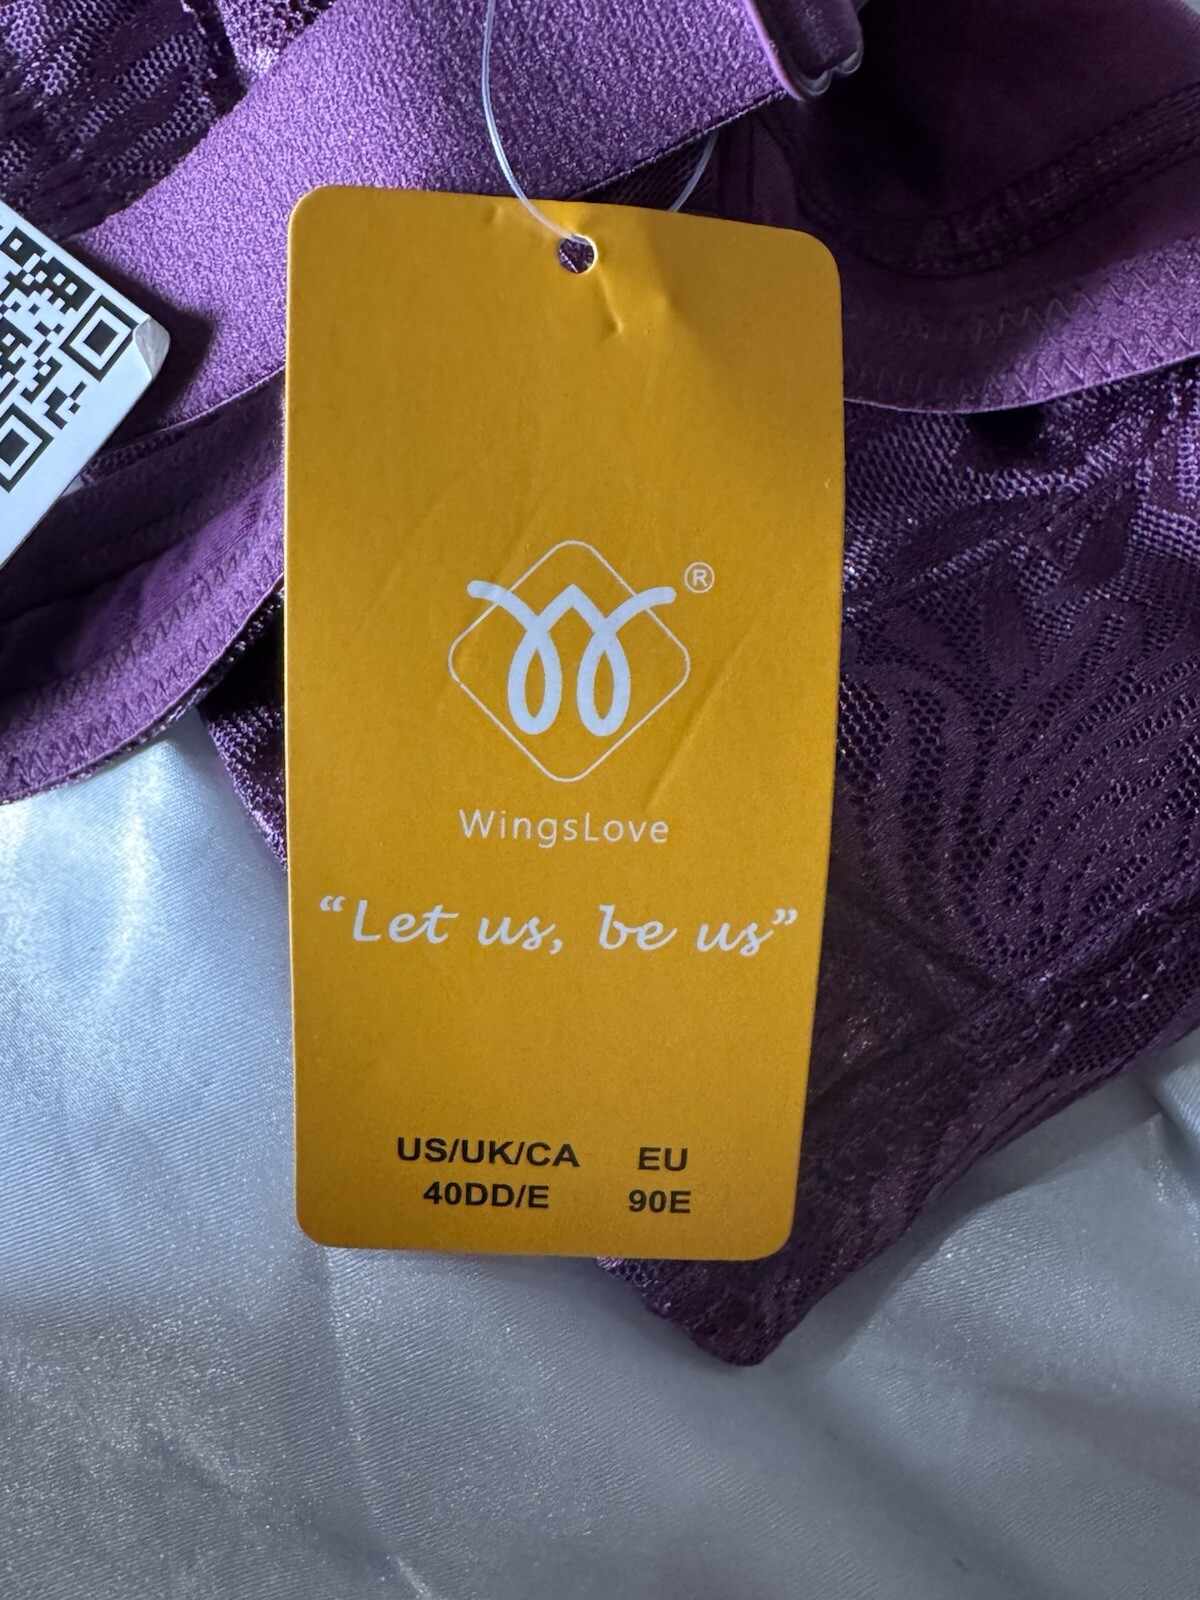 ®
WingsLove
“Let us, be us”
US/UK/CA EU
40DD/E 90E